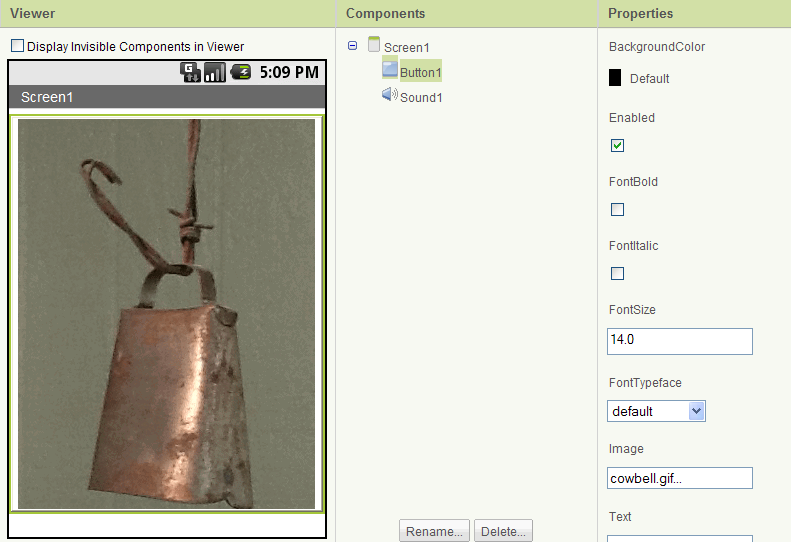 Viewer
Components
Properties
Display Invisible Components in Viewer
5:09 PM
Screen1
Screen1
Button1
Sound1
BackgroundColor
Default
Enabled
FontBold
FontItalic
FontSize
14.0
FontTypeface
default
Image
cowbell.gif...
Text
Rename...
Delete...